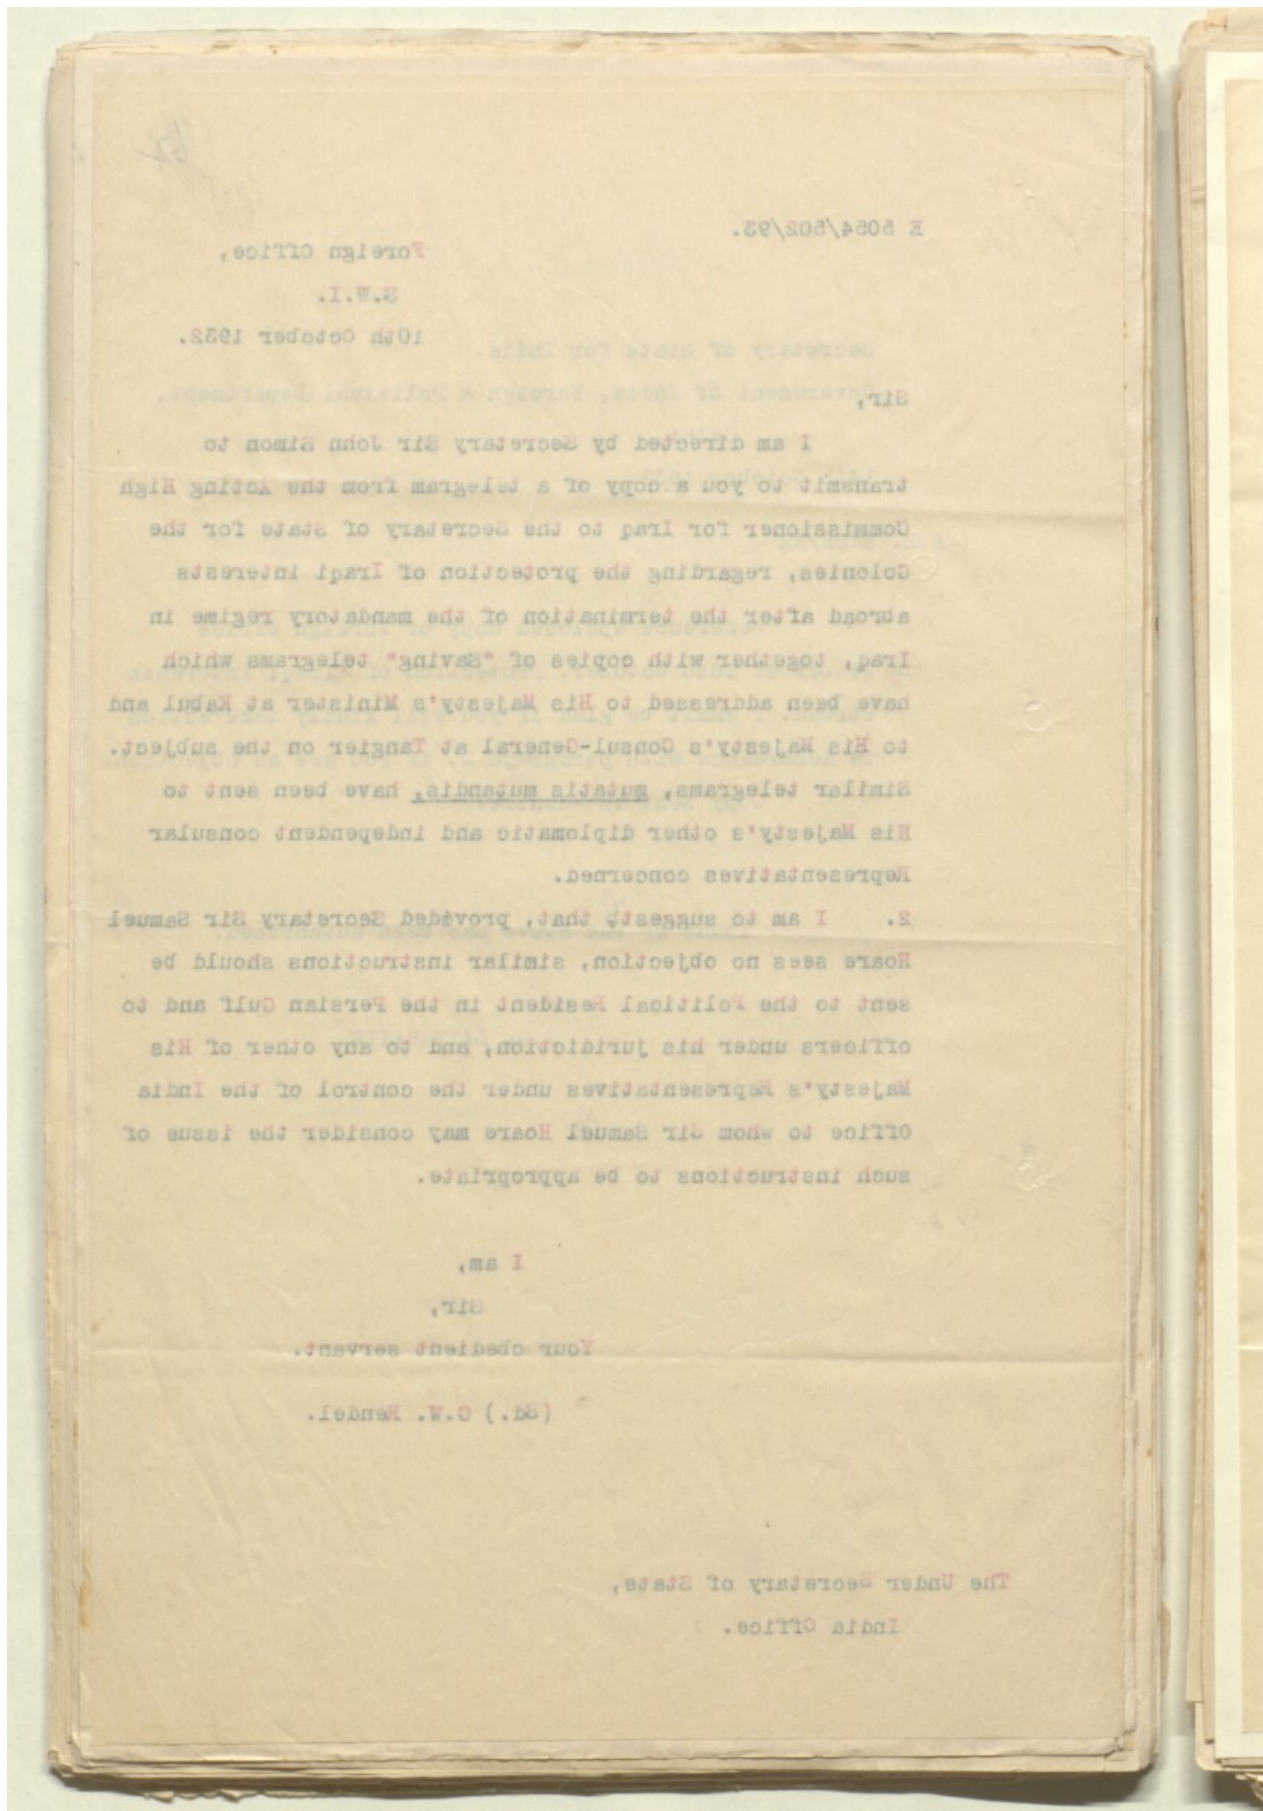 E 5054/502/93.
Foreign Office,
S.W.I.
10th October 1932.
Sir,
I am directed by Secretary Sir John Simon to
transmit to you a copy of a telegram from the Acting High
Commissioner for Iraq to the Secretary of State for the
Colonies, regarding the protection of Iraqi interests
abroad after the termination of the mandatory regime in
Iraq, together with copies of "Saving" telegrams which
have been addressed to His Majesty's Minister at Kabul and
to His Majesty's Consul-General at Tangier on the subject.
Similar telegrams, mutatis mutandis, have been sent to
His Majesty's other diplomatic and independent consular
Representatives concerned.
2. I am to suggest, that, provided Secretary Sir Samuel
Hoare sees no objection, similar instructions should be
sent to the Political Resident in the Persian Gulf and to
officers under his juridiction, and to any other of His
Majesty's Representatives under the control of the India
Office to whom Sir Samuel Hoare may consider the issue of
such instructions to be appropriate.
I am,
Sir,
Your obedient servant.
(Sd.) G.W. Rendel.
The Under Secretary of State,
India Office.